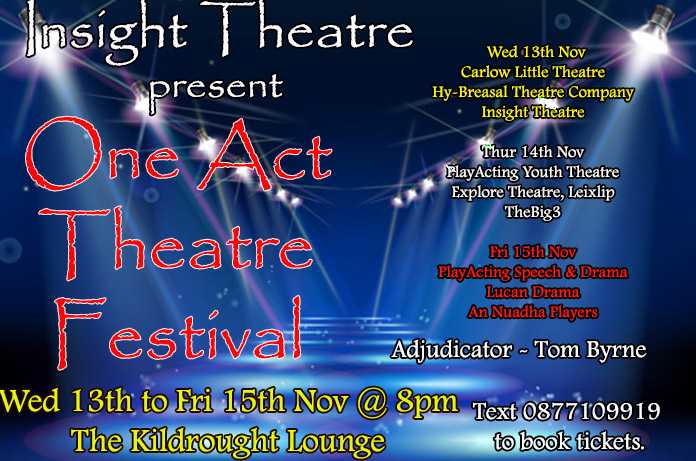 Insight Theatre
present
One Act
Theatre
Festival
Wed 13th to Fri 15th Nov @ 8pm
The Kildrought Lounge
Wed 13th Nov
Carlow Little Theatre
Hy-Breasal Theatre Company
Insight Theatre
Thur 14th Nov
PlayActing Youth Theatre
Explore Theatre, Leixlip
TheBig3
Fri 15th Nov
PlayActing Speech & Drama
Lucan Drama
An Nuadha Players
Adjudicator - Tom Byrne
Text 0877109919
to book tickets.